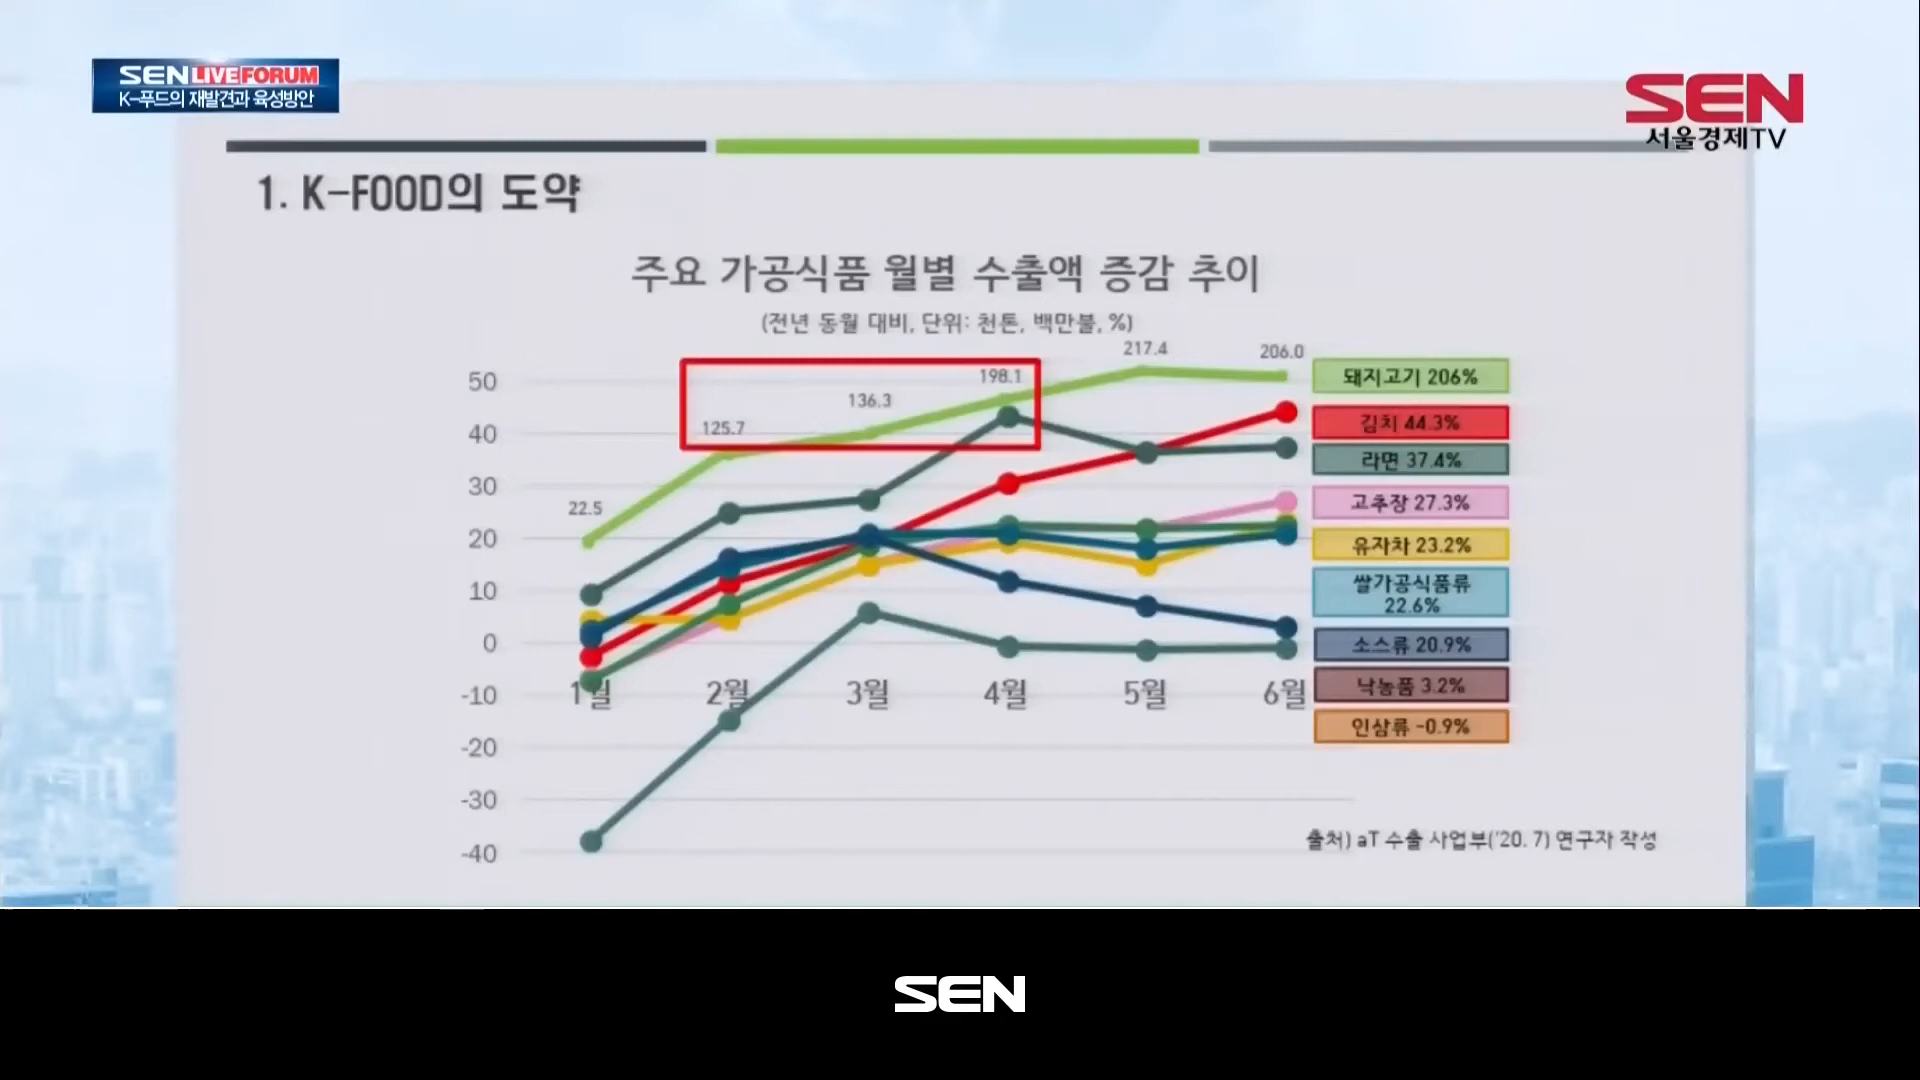 SEN LIVE FORUM
K-푸드의 재발견과 육성방안
SEN
서울경제TV
1. K-FOOD의 도약
주요 가공식품 월별 수출액 증감 추이
(전년 동월 대비, 단위: 천톤, 백만불, %)
217.4
206.0
198.1
136.3
125.7
22.5
50
40
30
20
10
0
-10
-20
-30
-40
1월
2월
3월
4월
5월
6월
돼지고기 206%
김치 44.3%
라면 37.4%
고추장 27.3%
유자차 23.2%
쌀가공식품류
22.6%
소스류 20.9%
낙농품 3.2%
인삼류 -0.9%
출처) aT 수출 사업부('20. 7) 연구자 작성
SEN